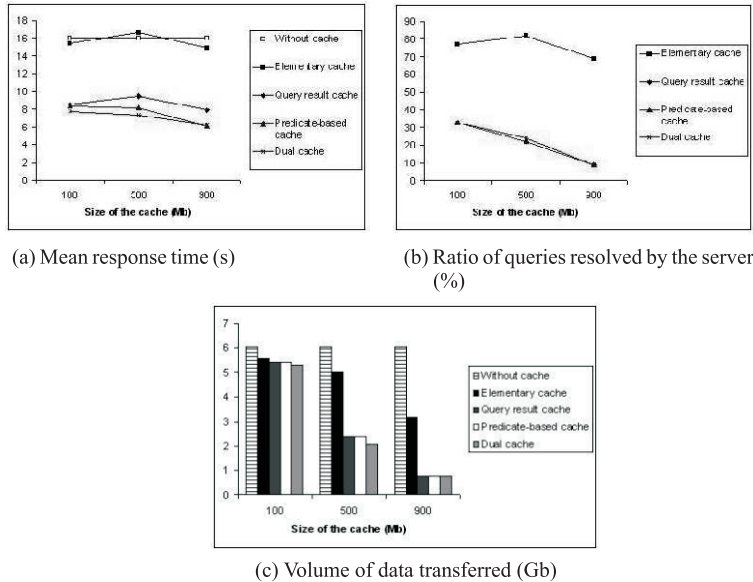 18
16
14
12
10
8
6
4
2
0
100
200
900
Size of the cache (Mb)
Without cache
Elementary cache
Query result cache
Predicate-based
cache
Dual cache
(a) Mean response time (s)
90
80
70
60
50
40
30
20
10
0
100
500
900
Size of the cache (Mb)
Elementary cache
Query result cache
Predicate-based
cache
Dual cache
(b) Ratio of queries resolved by the server
(%)
7
6
5
4
3
2
1
0
100
500
900
Size of the cache (Mb)
Without cache
Elementary cache
Query result cache
Predicate-based cache
Dual cache
(c) Volume of data transferred (Gb)